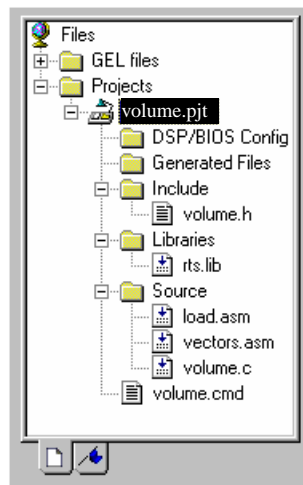 Files
GEL files
Projects
volume.pjt
DSP/BIOS Config
Generated Files
Include
volume.h
Libraries
rts.lib
Source
load.asm
vectors.asm
volume.c
volume.cmd